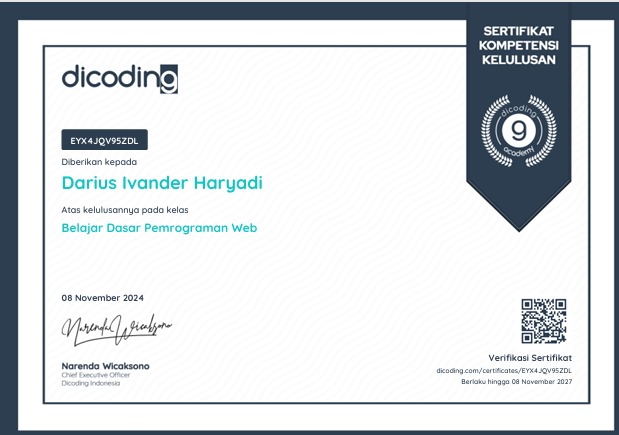 SERTIFIKAT
KOMPETENSI
KELULUSAN
dicoding
dicoding
academy
EYX4JQV95ZDL
Diberikan kepada
Darius Ivander Haryadi
Atas kelulusannya pada kelas
Belajar Dasar Pemrograman Web
08 November 2024
Narenda Wicaksono
Narenda Wicaksono
Chief Executive Officer
Dicoding Indonesia
Verifikasi Sertifikat
dicoding.com/certificates/EYX4JQV95ZDL
Berlaku hingga 08 November 2027